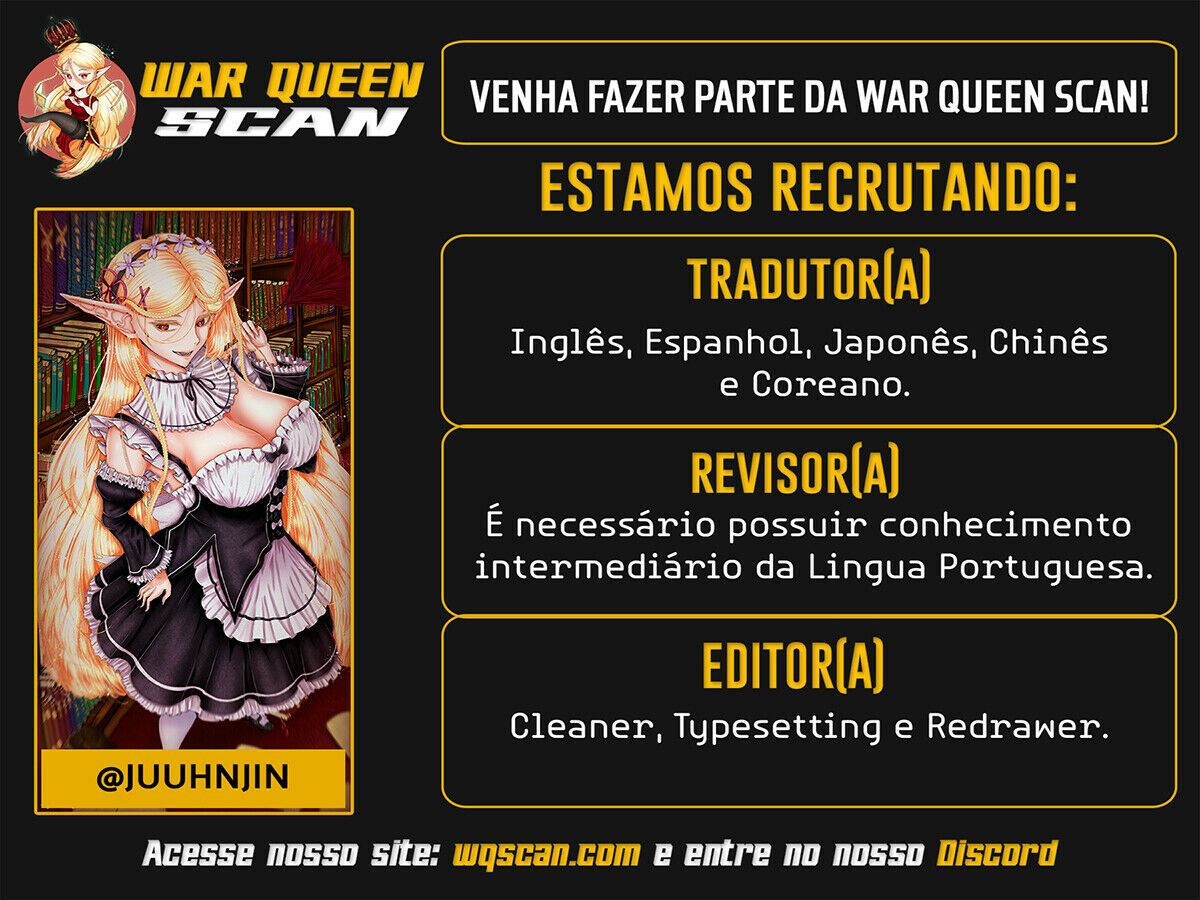 WAR QUEEN
SCAN
VENHA FAZER PARTE DA WAR QUEEN SCAN!
ESTAMOS RECRUTANDO:
TRADUTOR(A)
Inglês, Espanhol, Japonês, Chinês
e Coreano.
REVISOR(A)
É necessário possuir conhecimento
intermediário da Lingua Portuguesa.
EDITOR(A)
Cleaner, Typesetting e Redrawer.
@JUUHNJIN
Acesse nosso site: wqscan.com e entre no nosso Discord